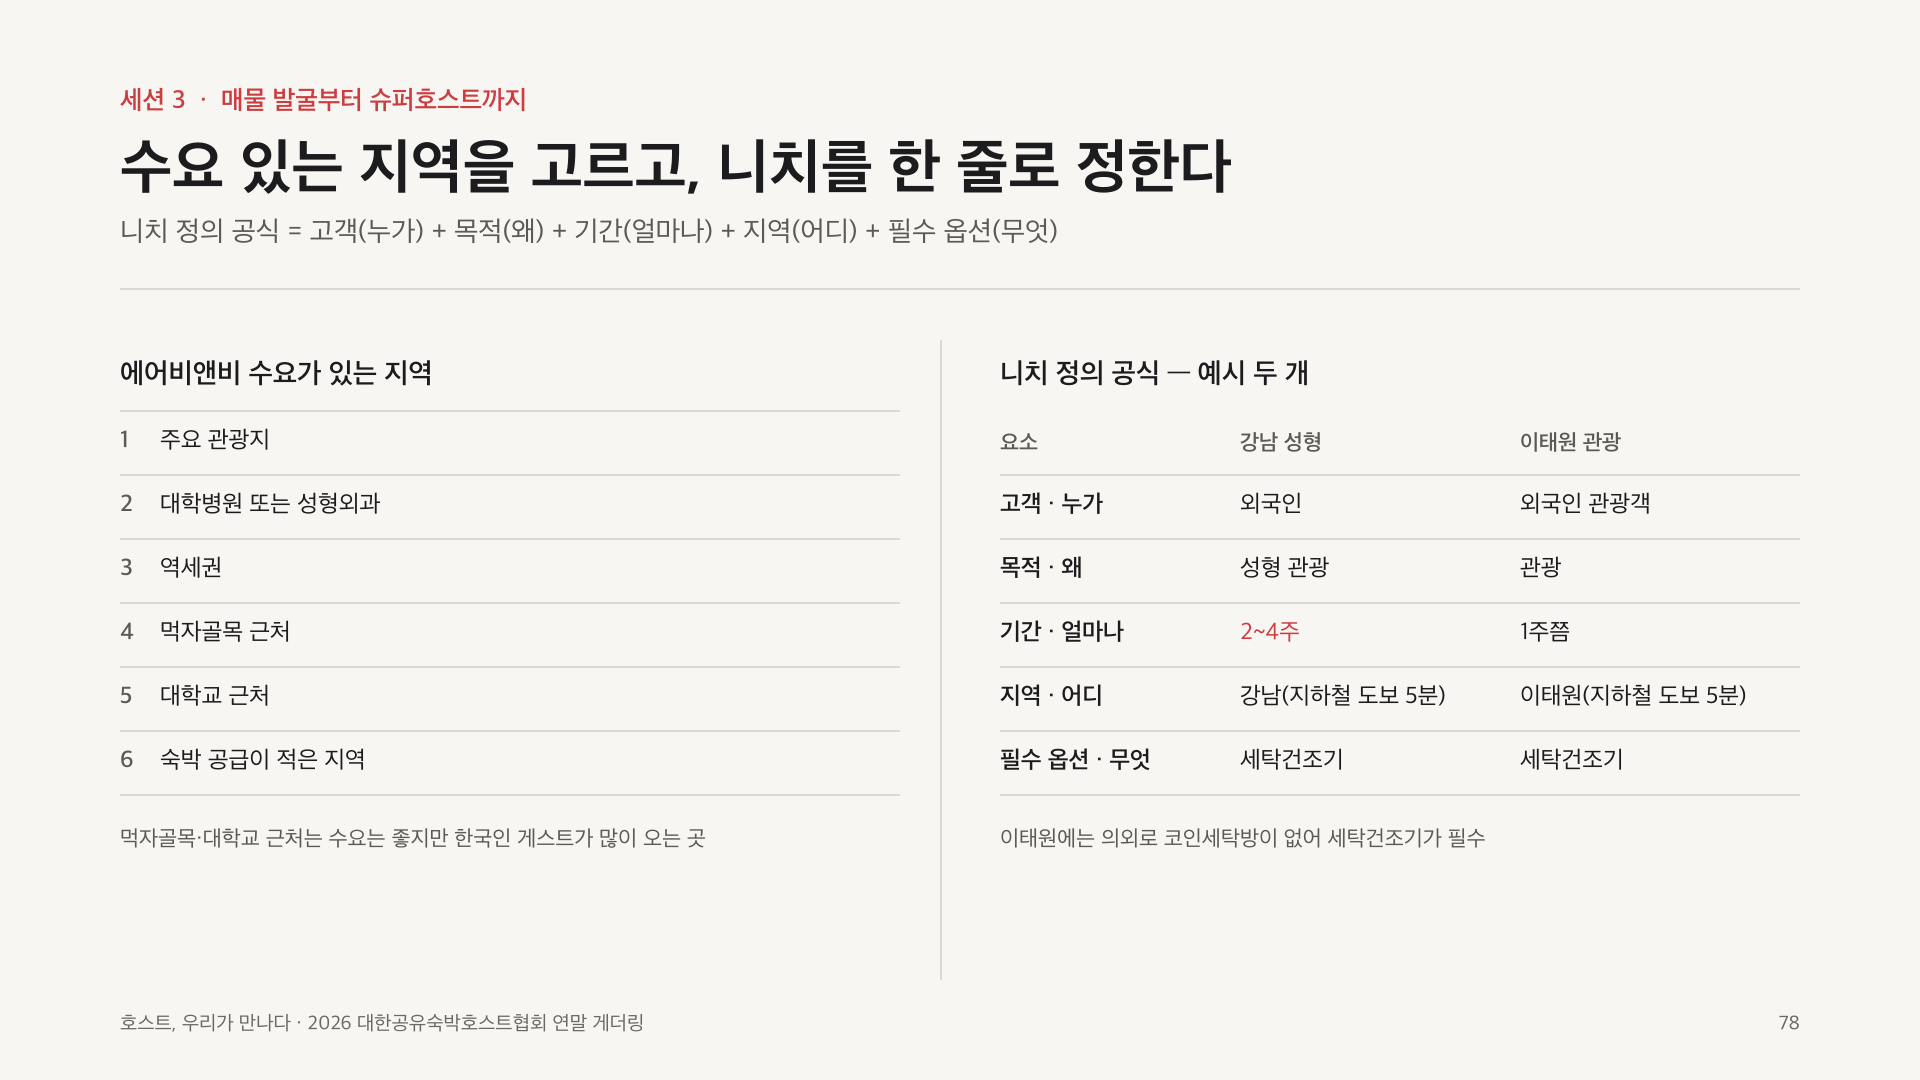 세션 3 · 매물 발굴부터 슈퍼호스트까지
수요 있는 지역을 고르고, 니치를 한 줄로 정한다
니치 정의 공식 = 고객(누가) + 목적(왜) + 기간(얼마나) + 지역(어디) + 필수 옵션(무엇)
에어비앤비 수요가 있는 지역
1 주요 관광지
2 대학병원 또는 성형외과
3 역세권
4 먹자골목 근처
5 대학교 근처
6 숙박 공급이 적은 지역
먹자골목·대학교 근처는 수요는 좋지만 한국인 게스트가 많이 오는 곳
니치 정의 공식 — 예시 두 개
요소 강남 성형 이태원 관광
고객 · 누가 외국인 외국인 관광객
목적 · 왜 성형 관광 관광
기간 · 얼마나 2~4주 1주쯤
지역 · 어디 강남(지하철 도보 5분) 이태원(지하철 도보 5분)
필수 옵션 · 무엇 세탁건조기 세탁건조기
이태원에는 의외로 코인세탁방이 없어 세탁건조기가 필수
호스트, 우리가 만나다 · 2026 대한공유숙박호스트협회 연말 게더링
78